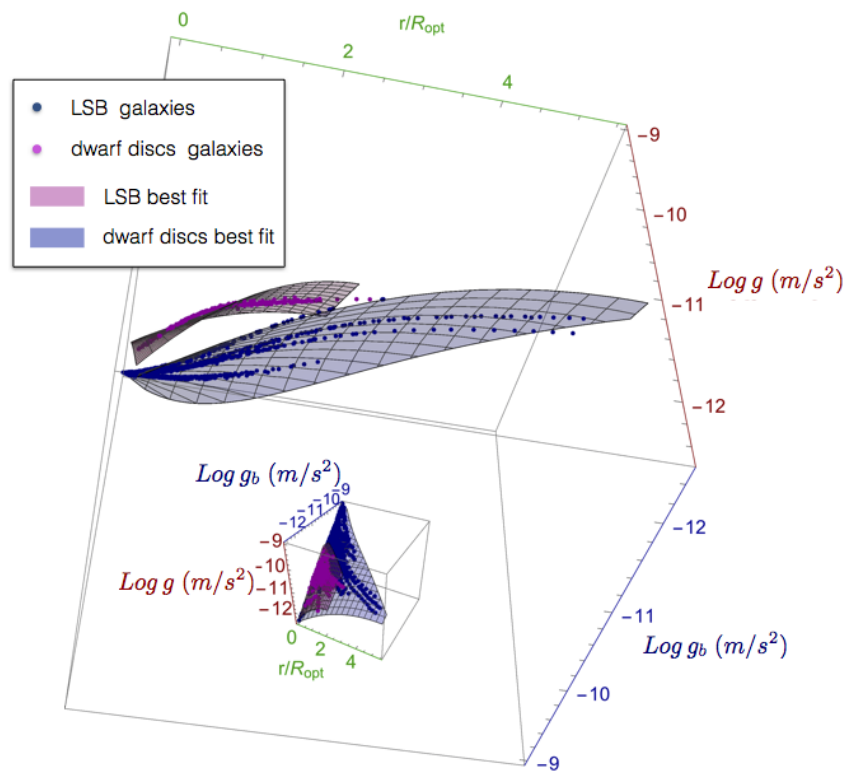 0
r/Ropt
2
4
-9
LSB galaxies
dwarf discs galaxies
LSB best fit
dwarf discs best fit
-10
Log g (m/s²)
-11
-12
Log g_b (m/s²)
-12 -11 -10 -9
-12
-9
-10
Log g (m/s²)
-11
-12
-11
0
2
4
r/Ropt
Log g_b (m/s²)
-10
-9